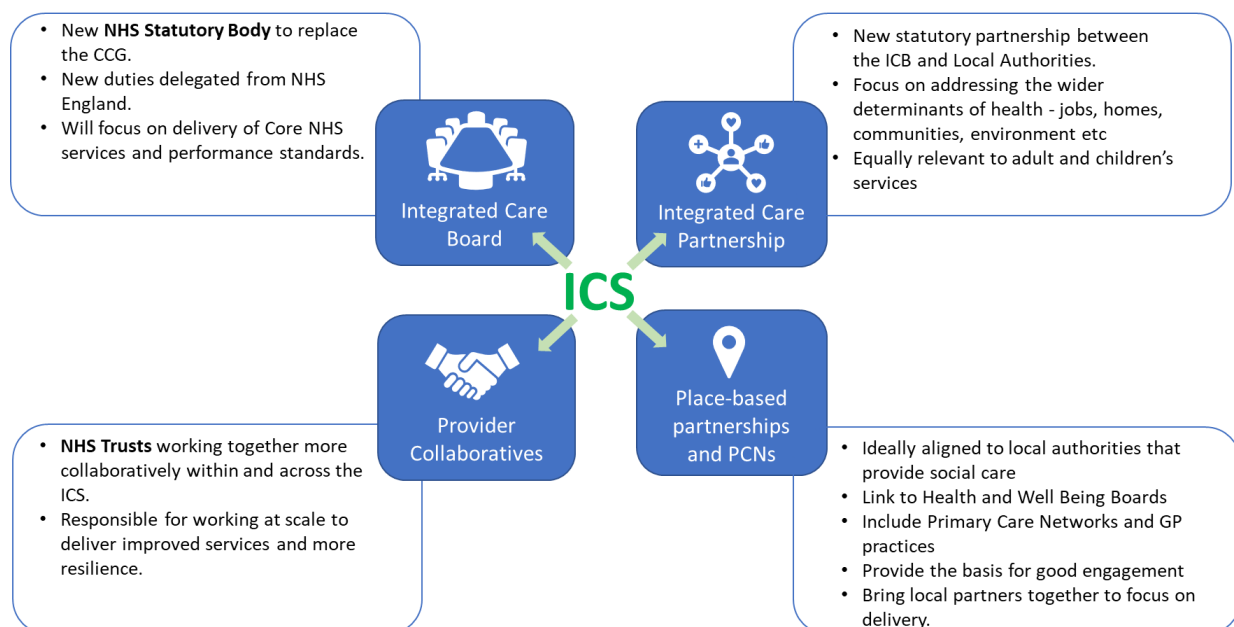 • New NHS Statutory Body to replace
the CCG.
• New duties delegated from NHS
England.
• Will focus on delivery of Core NHS
services and performance standards.
Integrated Care
Board
• New statutory partnership between
the ICB and Local Authorities.
• Focus on addressing the wider
determinants of health - jobs, homes,
communities, environment etc
• Equally relevant to adult and children’s
services
Integrated Care
Partnership
ICS
Provider
Collaboratives
• NHS Trusts working together more
collaboratively within and across the
ICS.
• Responsible for working at scale to
deliver improved services and more
resilience.
Place-based
partnerships
and PCNs
• Ideally aligned to local authorities that
provide social care
• Link to Health and Well Being Boards
• Include Primary Care Networks and GP
practices
• Provide the basis for good engagement
• Bring local partners together to focus on
delivery.